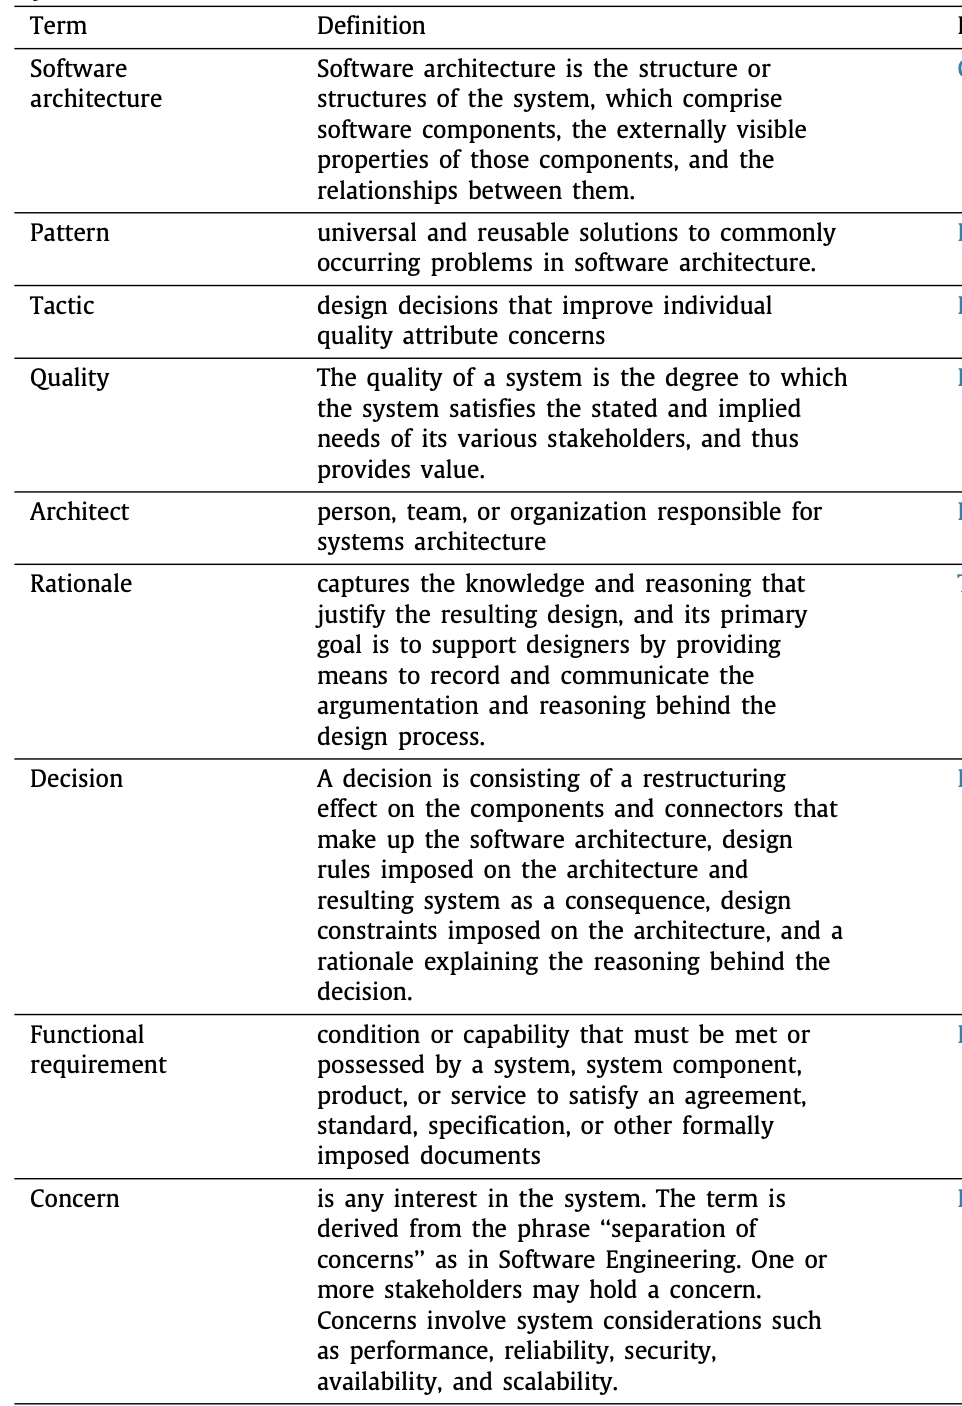 Term Definition
Software architecture Software architecture is the structure or
structures of the system, which comprise
software components, the externally visible
properties of those components, and the
relationships between them.
Pattern universal and reusable solutions to commonly
occurring problems in software architecture.
Tactic design decisions that improve individual
quality attribute concerns
Quality The quality of a system is the degree to which
the system satisfies the stated and implied
needs of its various stakeholders, and thus
provides value.
Architect person, team, or organization responsible for
systems architecture
Rationale captures the knowledge and reasoning that
justify the resulting design, and its primary
goal is to support designers by providing
means to record and communicate the
argumentation and reasoning behind the
design process.
Decision A decision is consisting of a restructuring
effect on the components and connectors that
make up the software architecture, design
rules imposed on the architecture and
resulting system as a consequence, design
constraints imposed on the architecture, and a
rationale explaining the reasoning behind the
decision.
Functional requirement condition or capability that must be met or
possessed by a system, system component,
product, or service to satisfy an agreement,
standard, specification, or other formally
imposed documents
Concern is any interest in the system. The term is
derived from the phrase “separation of
concerns” as in Software Engineering. One or
more stakeholders may hold a concern.
Concerns involve system considerations such
as performance, reliability, security,
availability, and scalability.